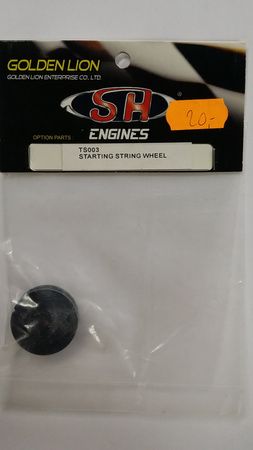 GOLDEN LION
GOLDEN LION ENTERPRISE CO., LTD.
SH
ENGINES
20,-
OPTION PARTS
TS003
STARTING STRING WHEEL